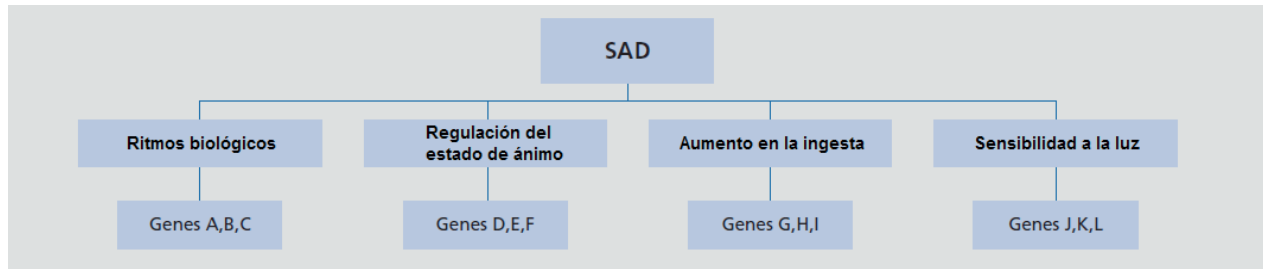 SAD
Ritmos biológicos
Regulación del
estado de ánimo
Aumento en la ingesta
Sensibilidad a la luz
Genes A,B,C
Genes D,E,F
Genes G,H,I
Genes J,K,L